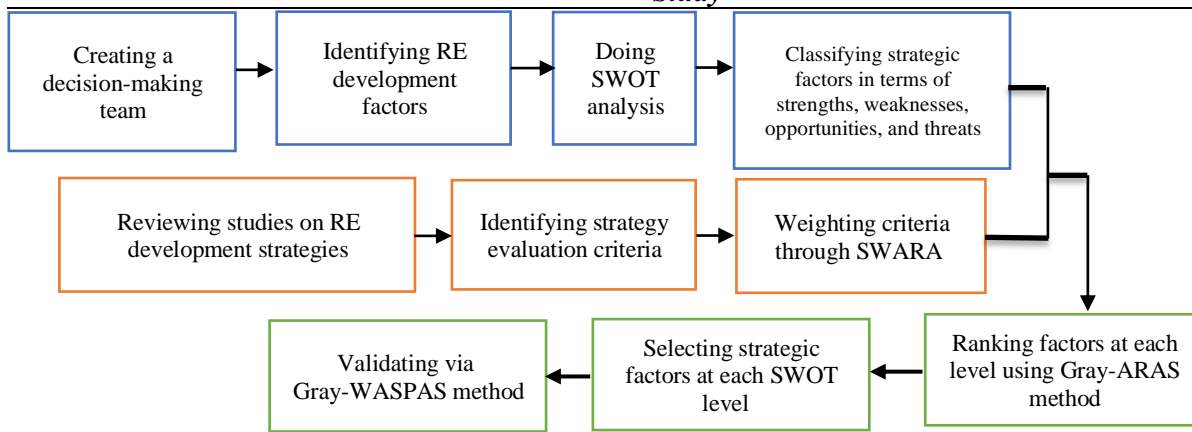 Study
Creating a
decision-making
team
Identifying RE
development
factors
Doing
SWOT
analysis
Classifying strategic
factors in terms of
strengths, weaknesses,
opportunities, and threats
Reviewing studies on RE
development strategies
Identifying strategy
evaluation criteria
Weighting criteria
through SWARA
Validating via
Gray-WASPAS method
Selecting strategic
factors at each SWOT
level
Ranking factors at each
level using Gray-ARAS
method